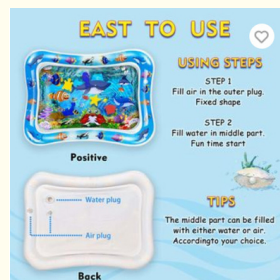 EASY TO USE
USING STEPS
STEP 1
Fill air in the outer plug.
Fixed shape
STEP 2
Fill water in middle part.
Fun time start
Positive
Water plug
Air plug
Back
TIPS
The middle part can be filled
with either water or air.
Accordingto your choice.